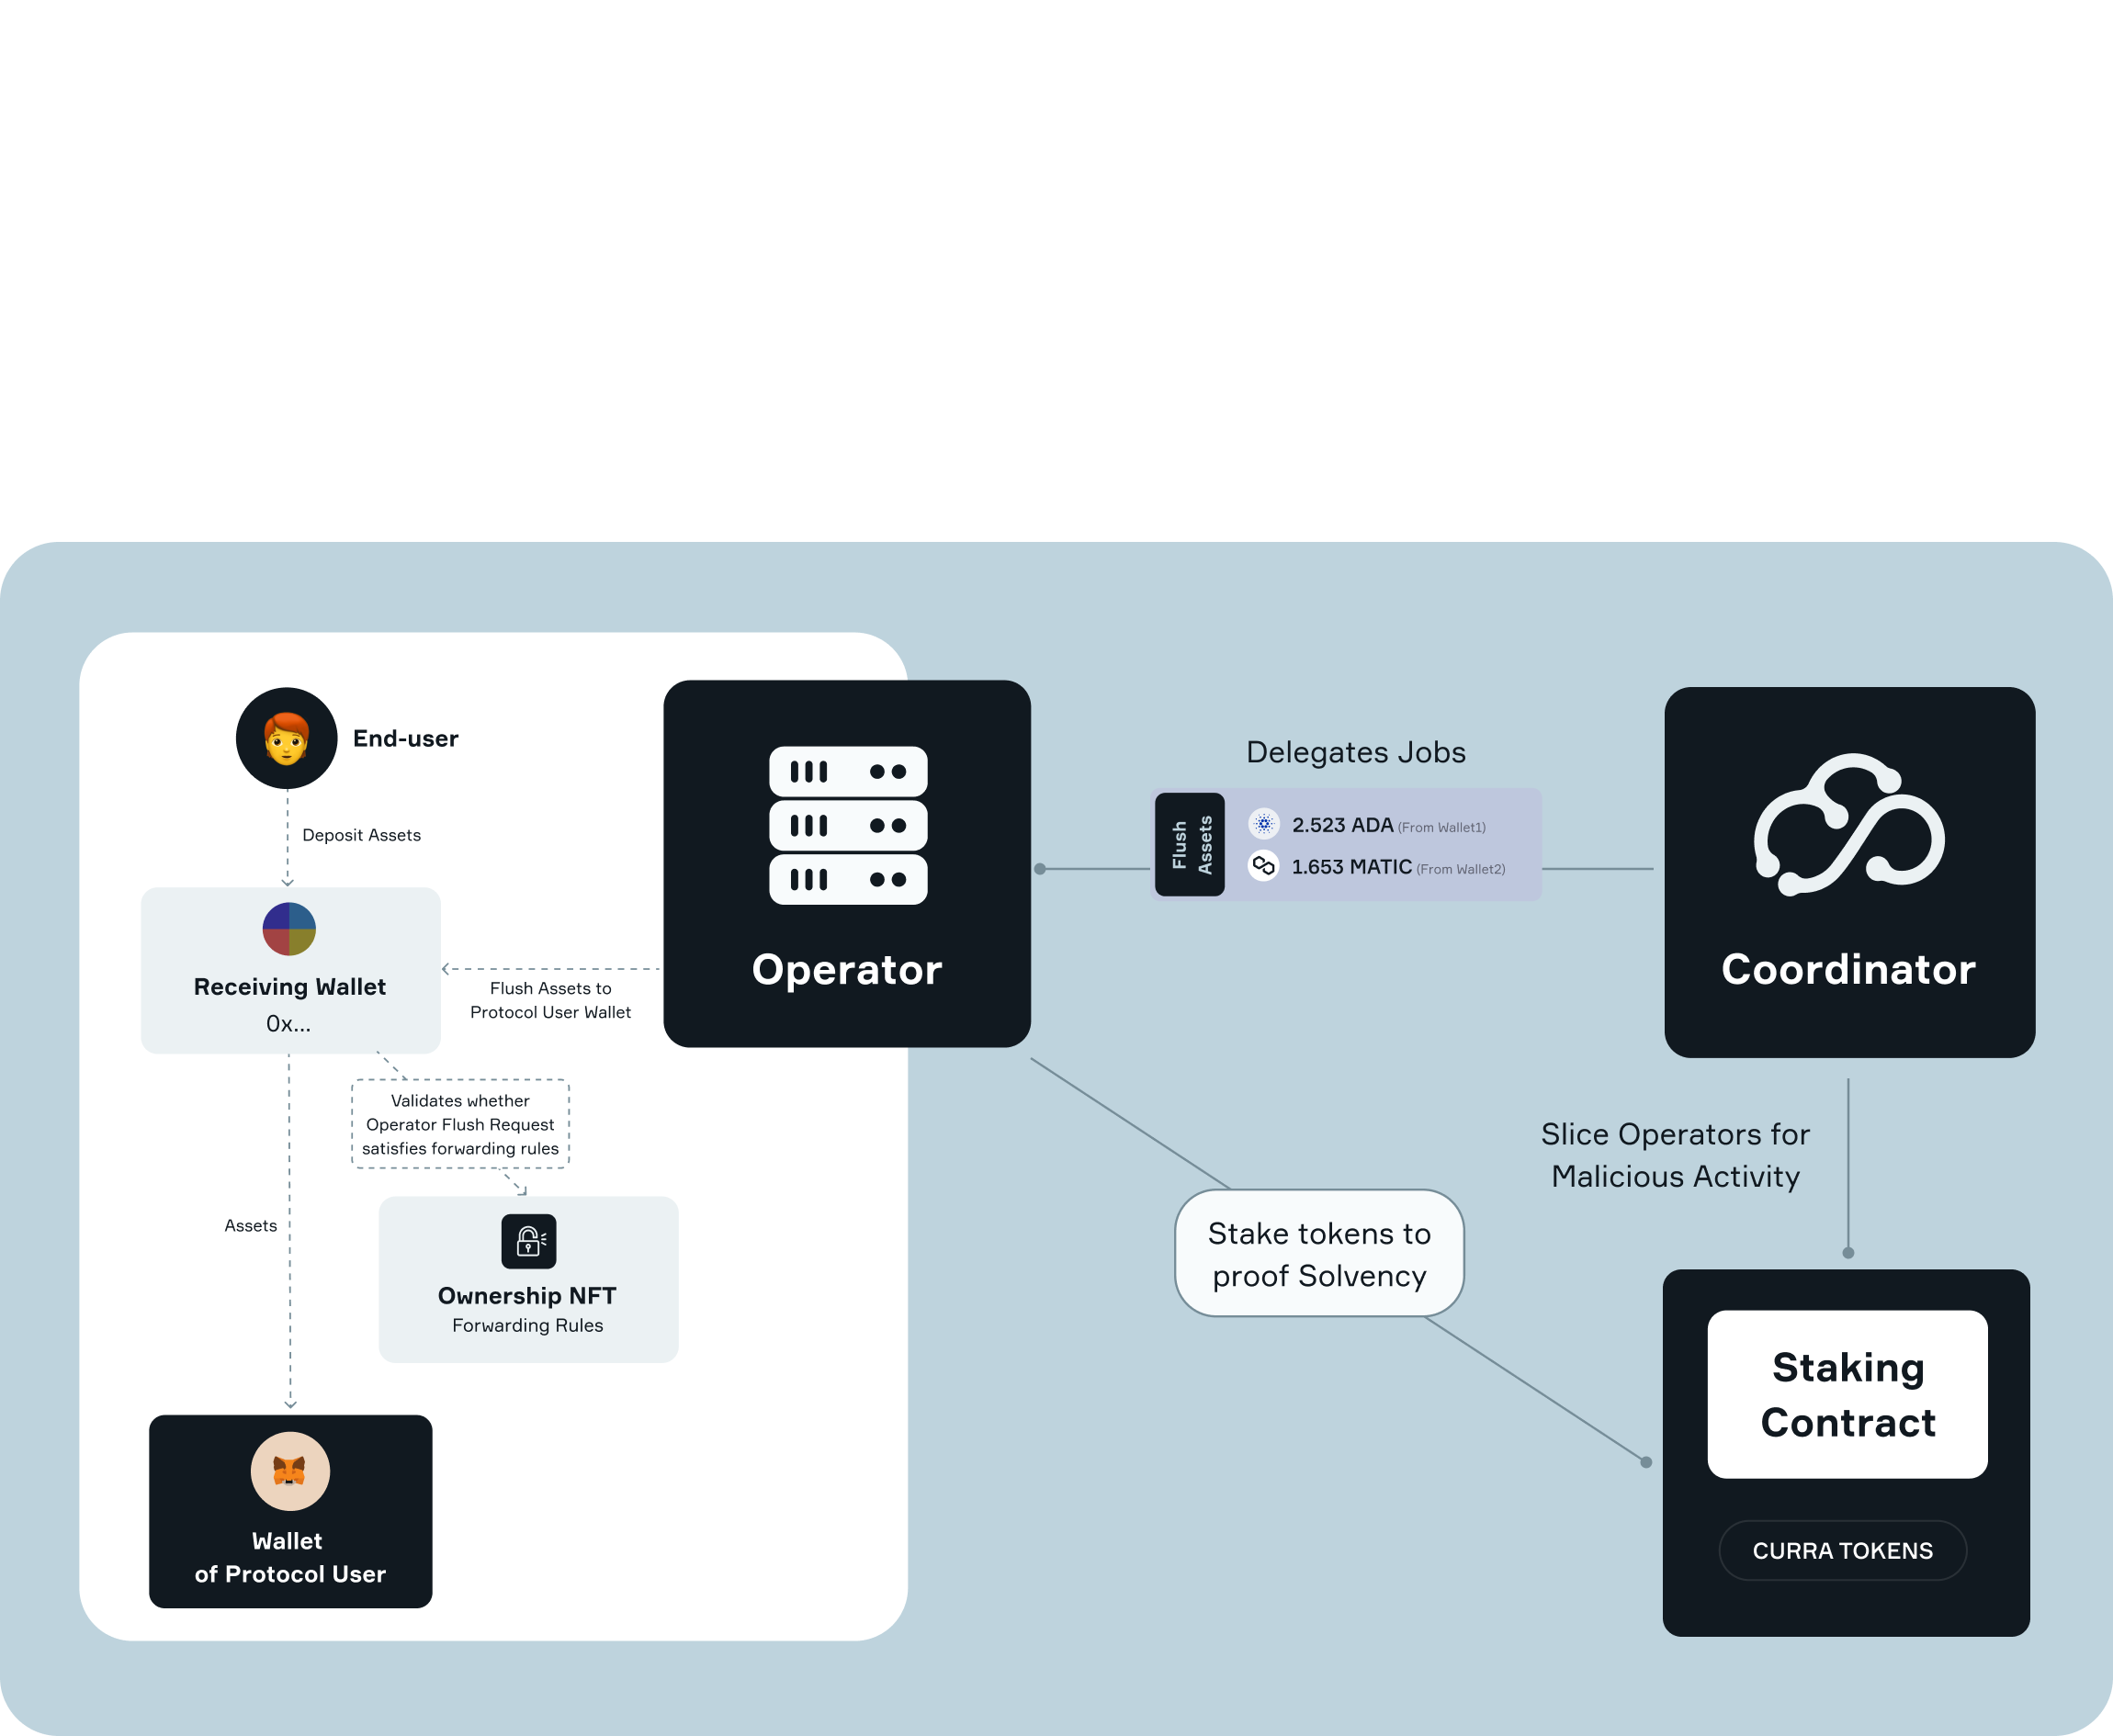 End-user
Deposit Assets
Receiving Wallet
0x...
Flush Assets to
Protocol User Wallet
Validates whether
Operator Flush Request
satisfies forwarding rules
Assets
Ownership NFT
Forwarding Rules
Wallet
of Protocol User
Operator
Delegates Jobs
Flush
Assets
2.523 ADA (From Wallet1)
1.653 MATIC (From Wallet2)
Coordinator
Slice Operators for
Malicious Activity
Stake tokens to
proof Solvency
Staking
Contract
CURRA TOKENS